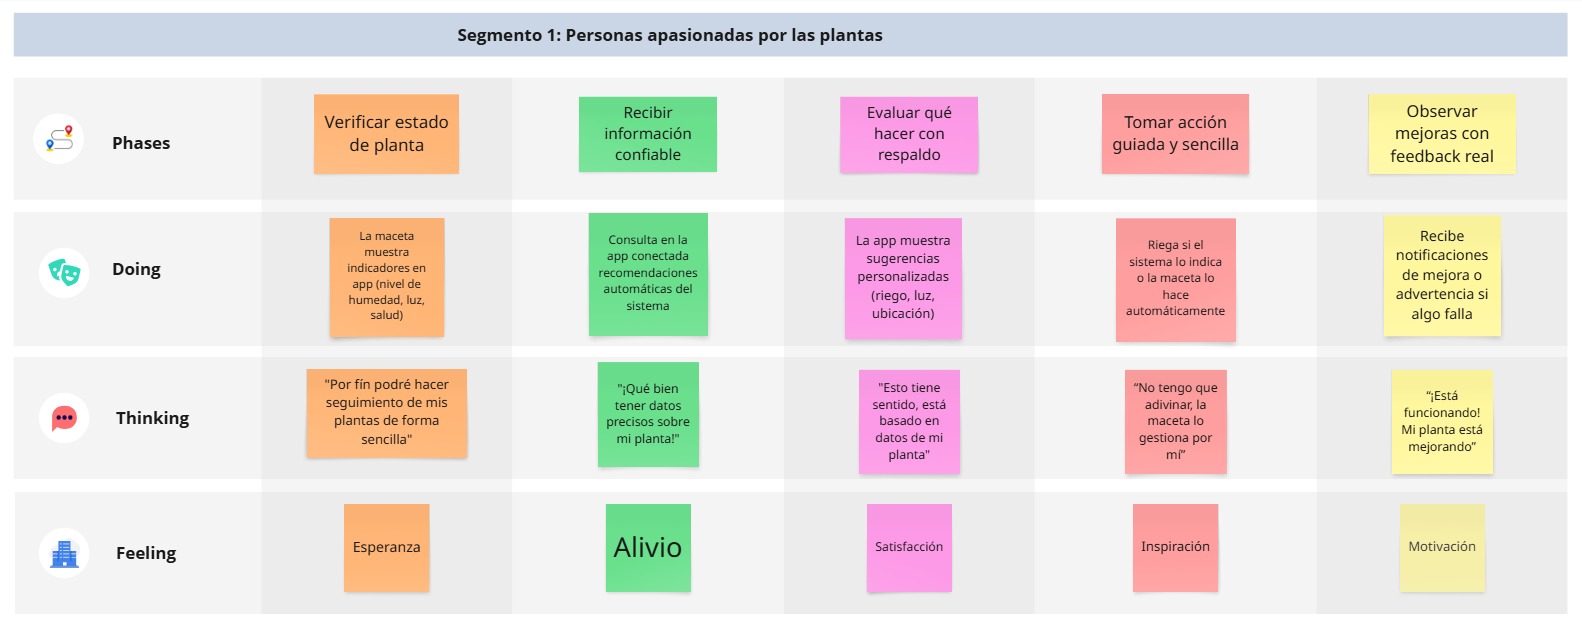 Segmento 1: Personas apasionadas por las plantas
Phases
Verificar estado
de planta
Recibir
información
confiable
Evaluar qué
hacer con
respaldo
Tomar acción
guiada y sencilla
Observar
mejoras con
feedback real
Doing
La maceta
muestra
indicadores en
app (nivel de
humedad, luz,
salud)
Consulta en la
app conectada
recomendaciones
automáticas del
sistema
La app muestra
sugerencias
personalizadas
(riego, luz,
ubicación)
Riega si el
sistema lo indica
o la maceta lo
hace
automáticamente
Recibe
notificaciones
de mejora o
advertencia si
algo falla
Thinking
"Por fín podré hacer
seguimiento de mis
plantas de forma
sencilla"
"¡Qué bien
tener datos
precisos sobre
mi planta!"
"Esto tiene
sentido, está
basado en
datos de mi
planta"
“No tengo que
adivinar, la
maceta lo
gestiona por
mí”
“¡Está
funcionando!
Mi planta está
mejorando”
Feeling
Esperanza
Alivio
Satisfacción
Inspiración
Motivación